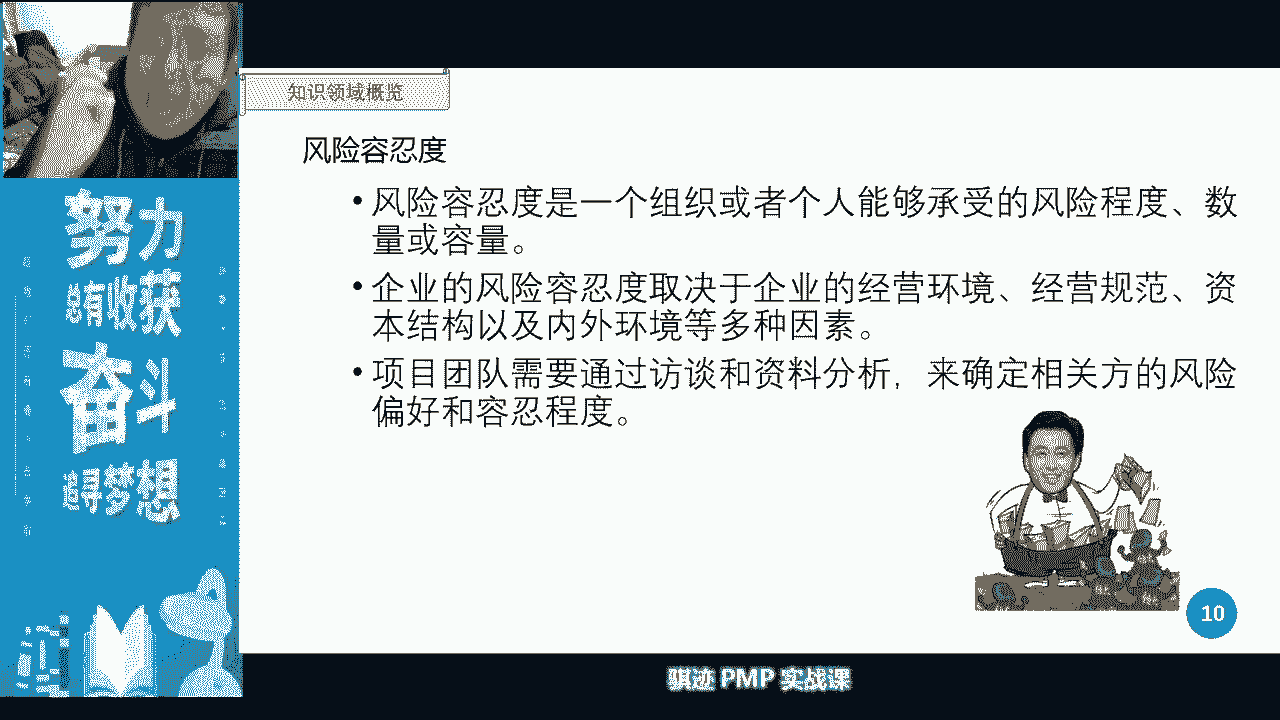 知识领域概览
风险容忍度
• 风险容忍度是一个组织或者个人能够承受的风险程度、数
量或容量。
• 企业的风险容忍度取决于企业的经营环境、经营规范、资
本结构以及内外环境等多种因素。
• 项目团队需要通过访谈和资料分析，来确定相关方的风险
偏好和容忍程度。
努力
总有收获
奋斗
追寻梦想
10
骐迹 PMP 实战课